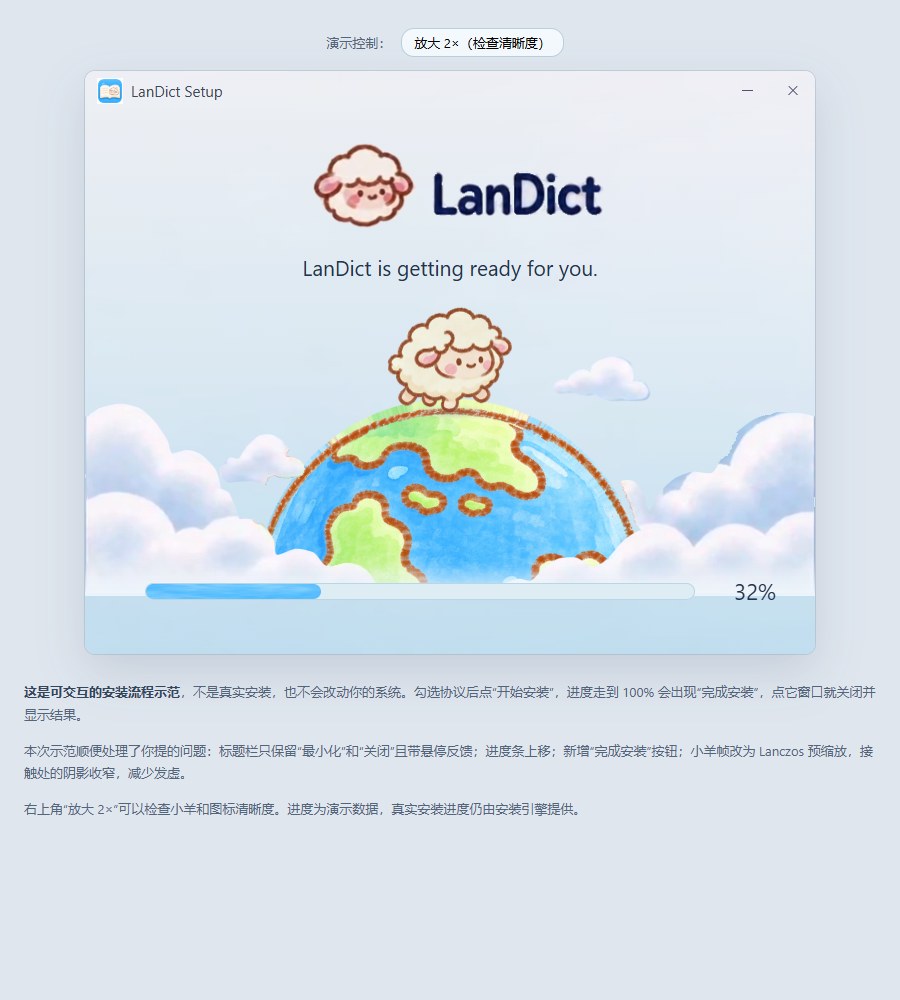 演示控制：
放大 2×（检查清晰度）
LanDict Setup
LanDict
LanDict is getting ready for you.
32%
这是可交互的安装流程示范，不是真实安装，也不会改动你的系统。勾选协议后点“开始安装”，进度走到 100% 会出现“完成安装”，点它窗口就关闭并
显示结果。
本次示范顺便处理了你提的问题：标题栏只保留“最小化”和“关闭”且带悬停反馈；进度条上移；新增“完成安装”按钮；小羊帧改为 Lanczos 预缩放，接
触处的阴影收窄，减少发虚。
右上角“放大 2×”可以检查小羊和图标清晰度。进度为演示数据，真实安装进度仍由安装引擎提供。